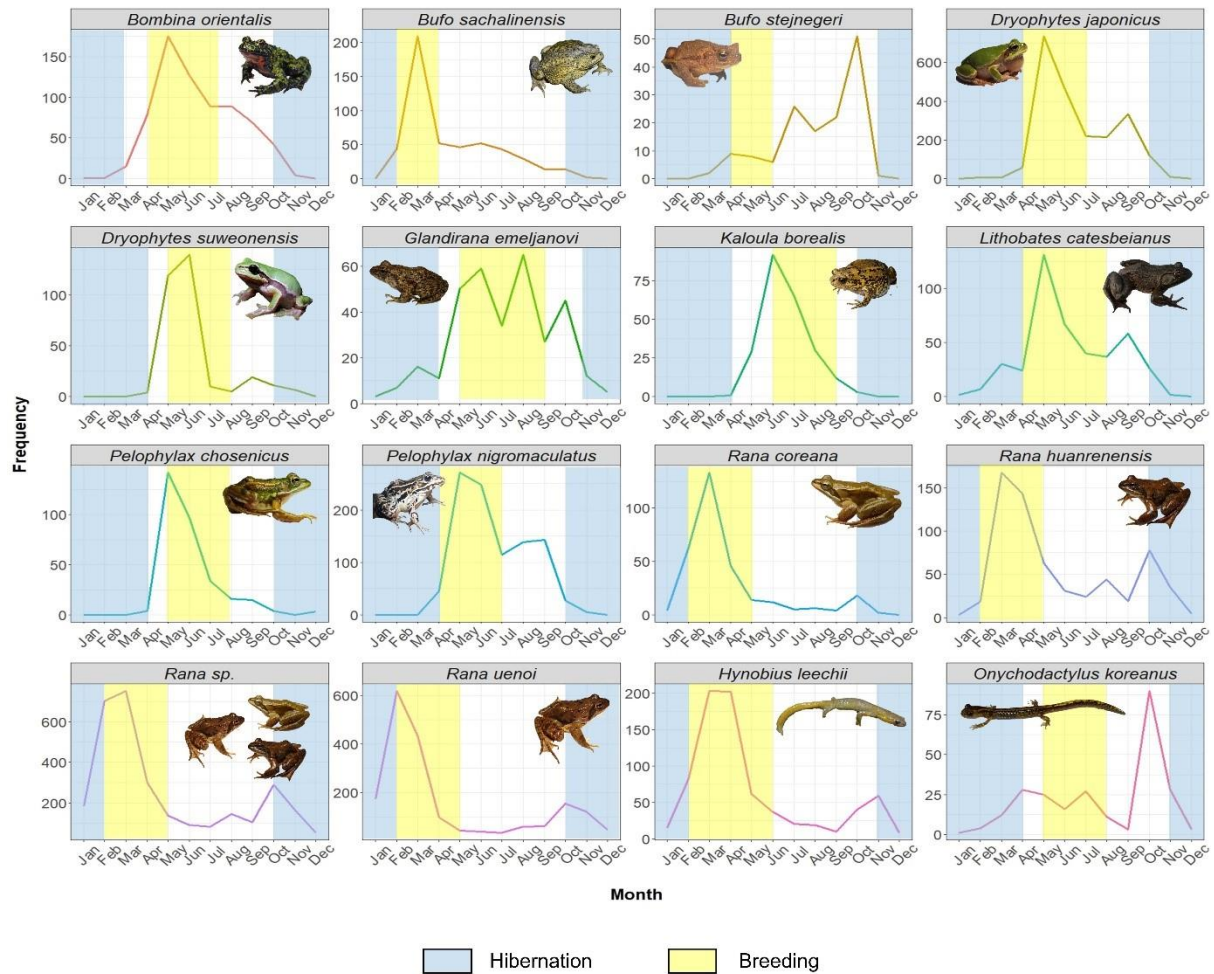 Bombina orientalis
Bufo sachalinensis
Bufo stejnegeri
Dryophytes japonicus
150
100
50
0
200
150
100
50
0
50
40
30
20
10
0
600
400
200
0
Jan Feb Mar Apr May Jun Jul Aug Sep Oct Nov Dec
Jan Feb Mar Apr May Jun Jul Aug Sep Oct Nov Dec
Jan Feb Mar Apr May Jun Jul Aug Sep Oct Nov Dec
Jan Feb Mar Apr May Jun Jul Aug Sep Oct Nov Dec
Dryophytes suweonensis
Glandirana emeljanovi
Kaloula borealis
Lithobates catesbeianus
100
50
0
60
40
20
0
75
50
25
0
100
50
0
Jan Feb Mar Apr May Jun Jul Aug Sep Oct Nov Dec
Jan Feb Mar Apr May Jun Jul Aug Sep Oct Nov Dec
Jan Feb Mar Apr May Jun Jul Aug Sep Oct Nov Dec
Jan Feb Mar Apr May Jun Jul Aug Sep Oct Nov Dec
Frequency
Pelophylax chosenicus
Pelophylax nigromaculatus
Rana coreana
Rana huanrenensis
100
50
0
200
100
0
100
50
0
150
100
50
0
Jan Feb Mar Apr May Jun Jul Aug Sep Oct Nov Dec
Jan Feb Mar Apr May Jun Jul Aug Sep Oct Nov Dec
Jan Feb Mar Apr May Jun Jul Aug Sep Oct Nov Dec
Jan Feb Mar Apr May Jun Jul Aug Sep Oct Nov Dec
Rana sp.
Rana uenoi
Hynobius leechii
Onychodactylus koreanus
600
400
200
600
400
200
200
150
100
50
0
75
50
25
0
Jan Feb Mar Apr May Jun Jul Aug Sep Oct Nov Dec
Jan Feb Mar Apr May Jun Jul Aug Sep Oct Nov Dec
Jan Feb Mar Apr May Jun Jul Aug Sep Oct Nov Dec
Jan Feb Mar Apr May Jun Jul Aug Sep Oct Nov Dec
Month
Hibernation
Breeding